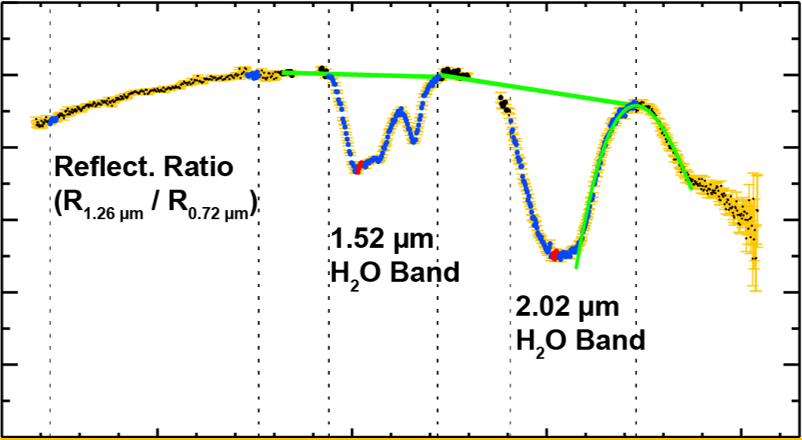 Reflect. Ratio
(R1.26 µm / R0.72 µm)
1.52 µm
H2O Band
2.02 µm
H2O Band